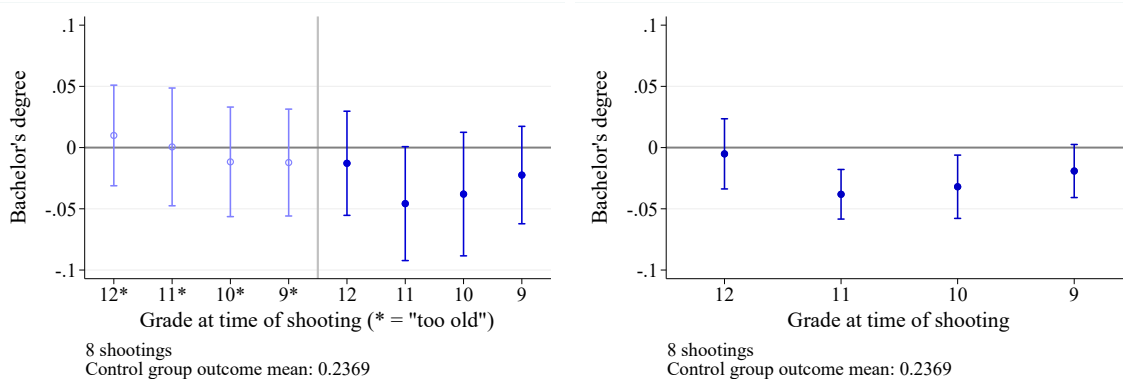 Bachelor's degree
.1
.05
0
-.05
-.1
12* 11* 10* 9* 12 11 10 9
Grade at time of shooting (* = "too old")
8 shootings
Control group outcome mean: 0.2369
Bachelor's degree
.1
.05
0
-.05
-.1
12 11 10 9
Grade at time of shooting
8 shootings
Control group outcome mean: 0.2369